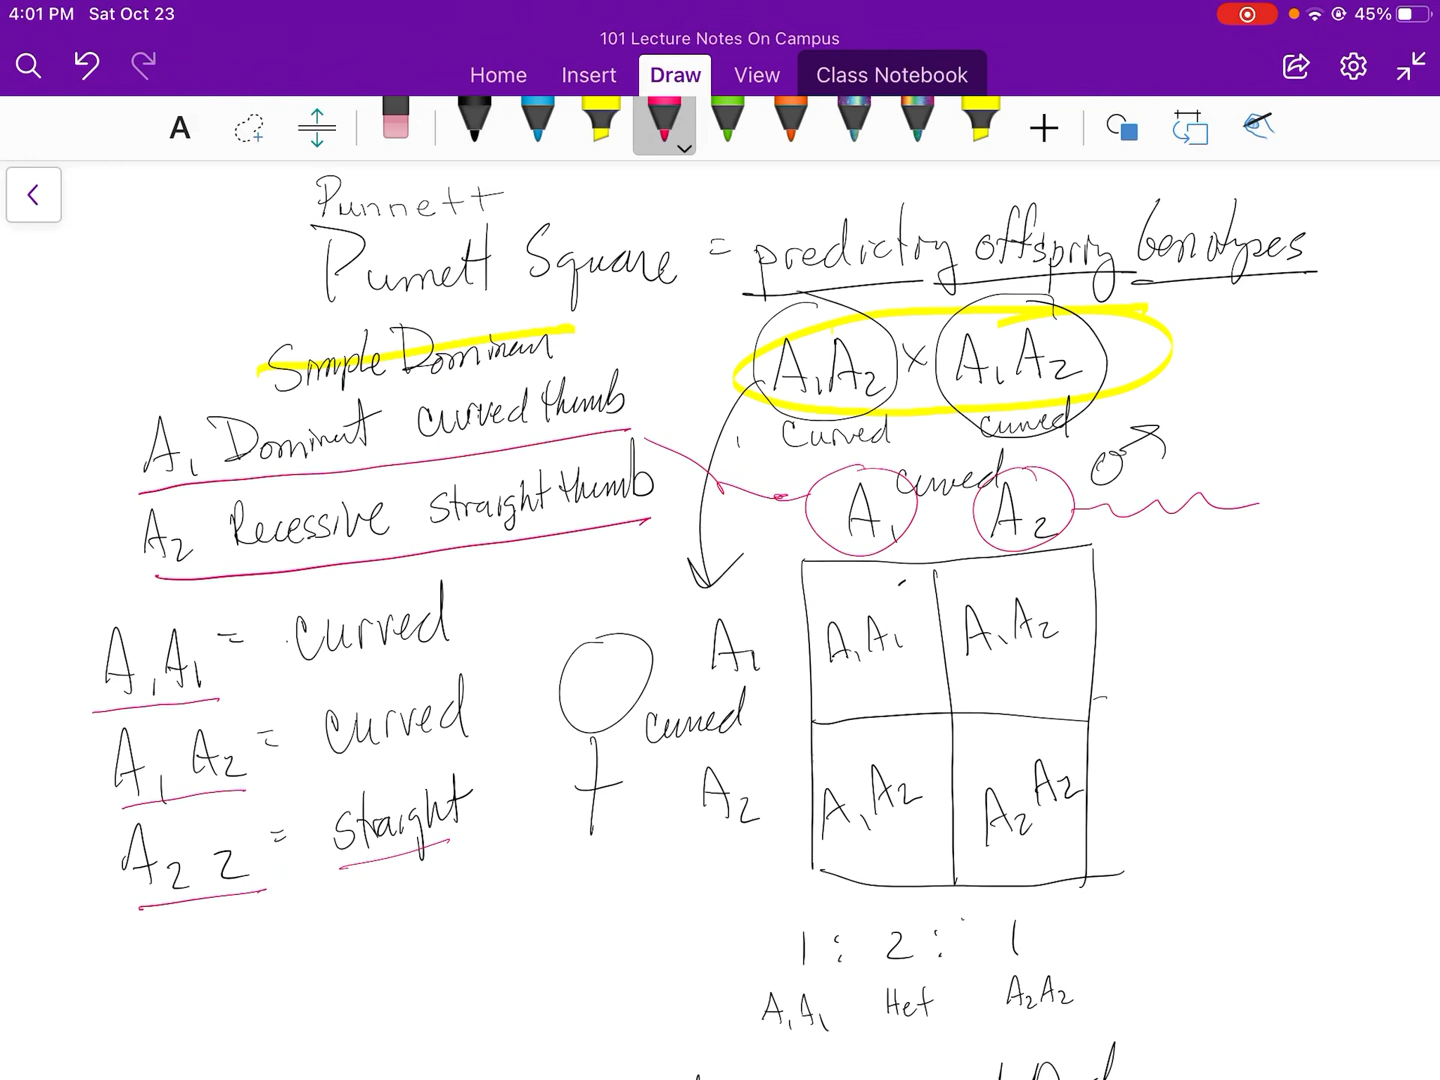 4:01 PM Sat Oct 23
45%
101 Lecture Notes On Campus
Home Insert Draw View Class Notebook
A
Punnett
Punnett Square = predicting offspring Genotypes
Simple Dominan
A1 Dominant curved thumb
A2 Recessive straight thumb
A1A2 × A1A2
Curved curved
curved
A1 A2 ♂
A1A1 = curved
A1 A2 = curved
A2 2 = straight
♀
curved
A1 A1A1 A1A2
A2 A1A2 A2A2
1 : 2 : 1
A1A1 Het A2A2